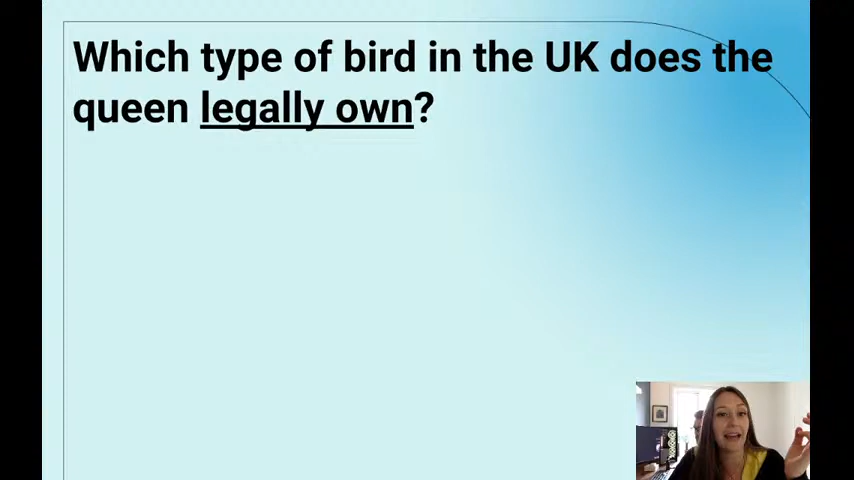 Which type of bird in the UK does the
queen legally own?